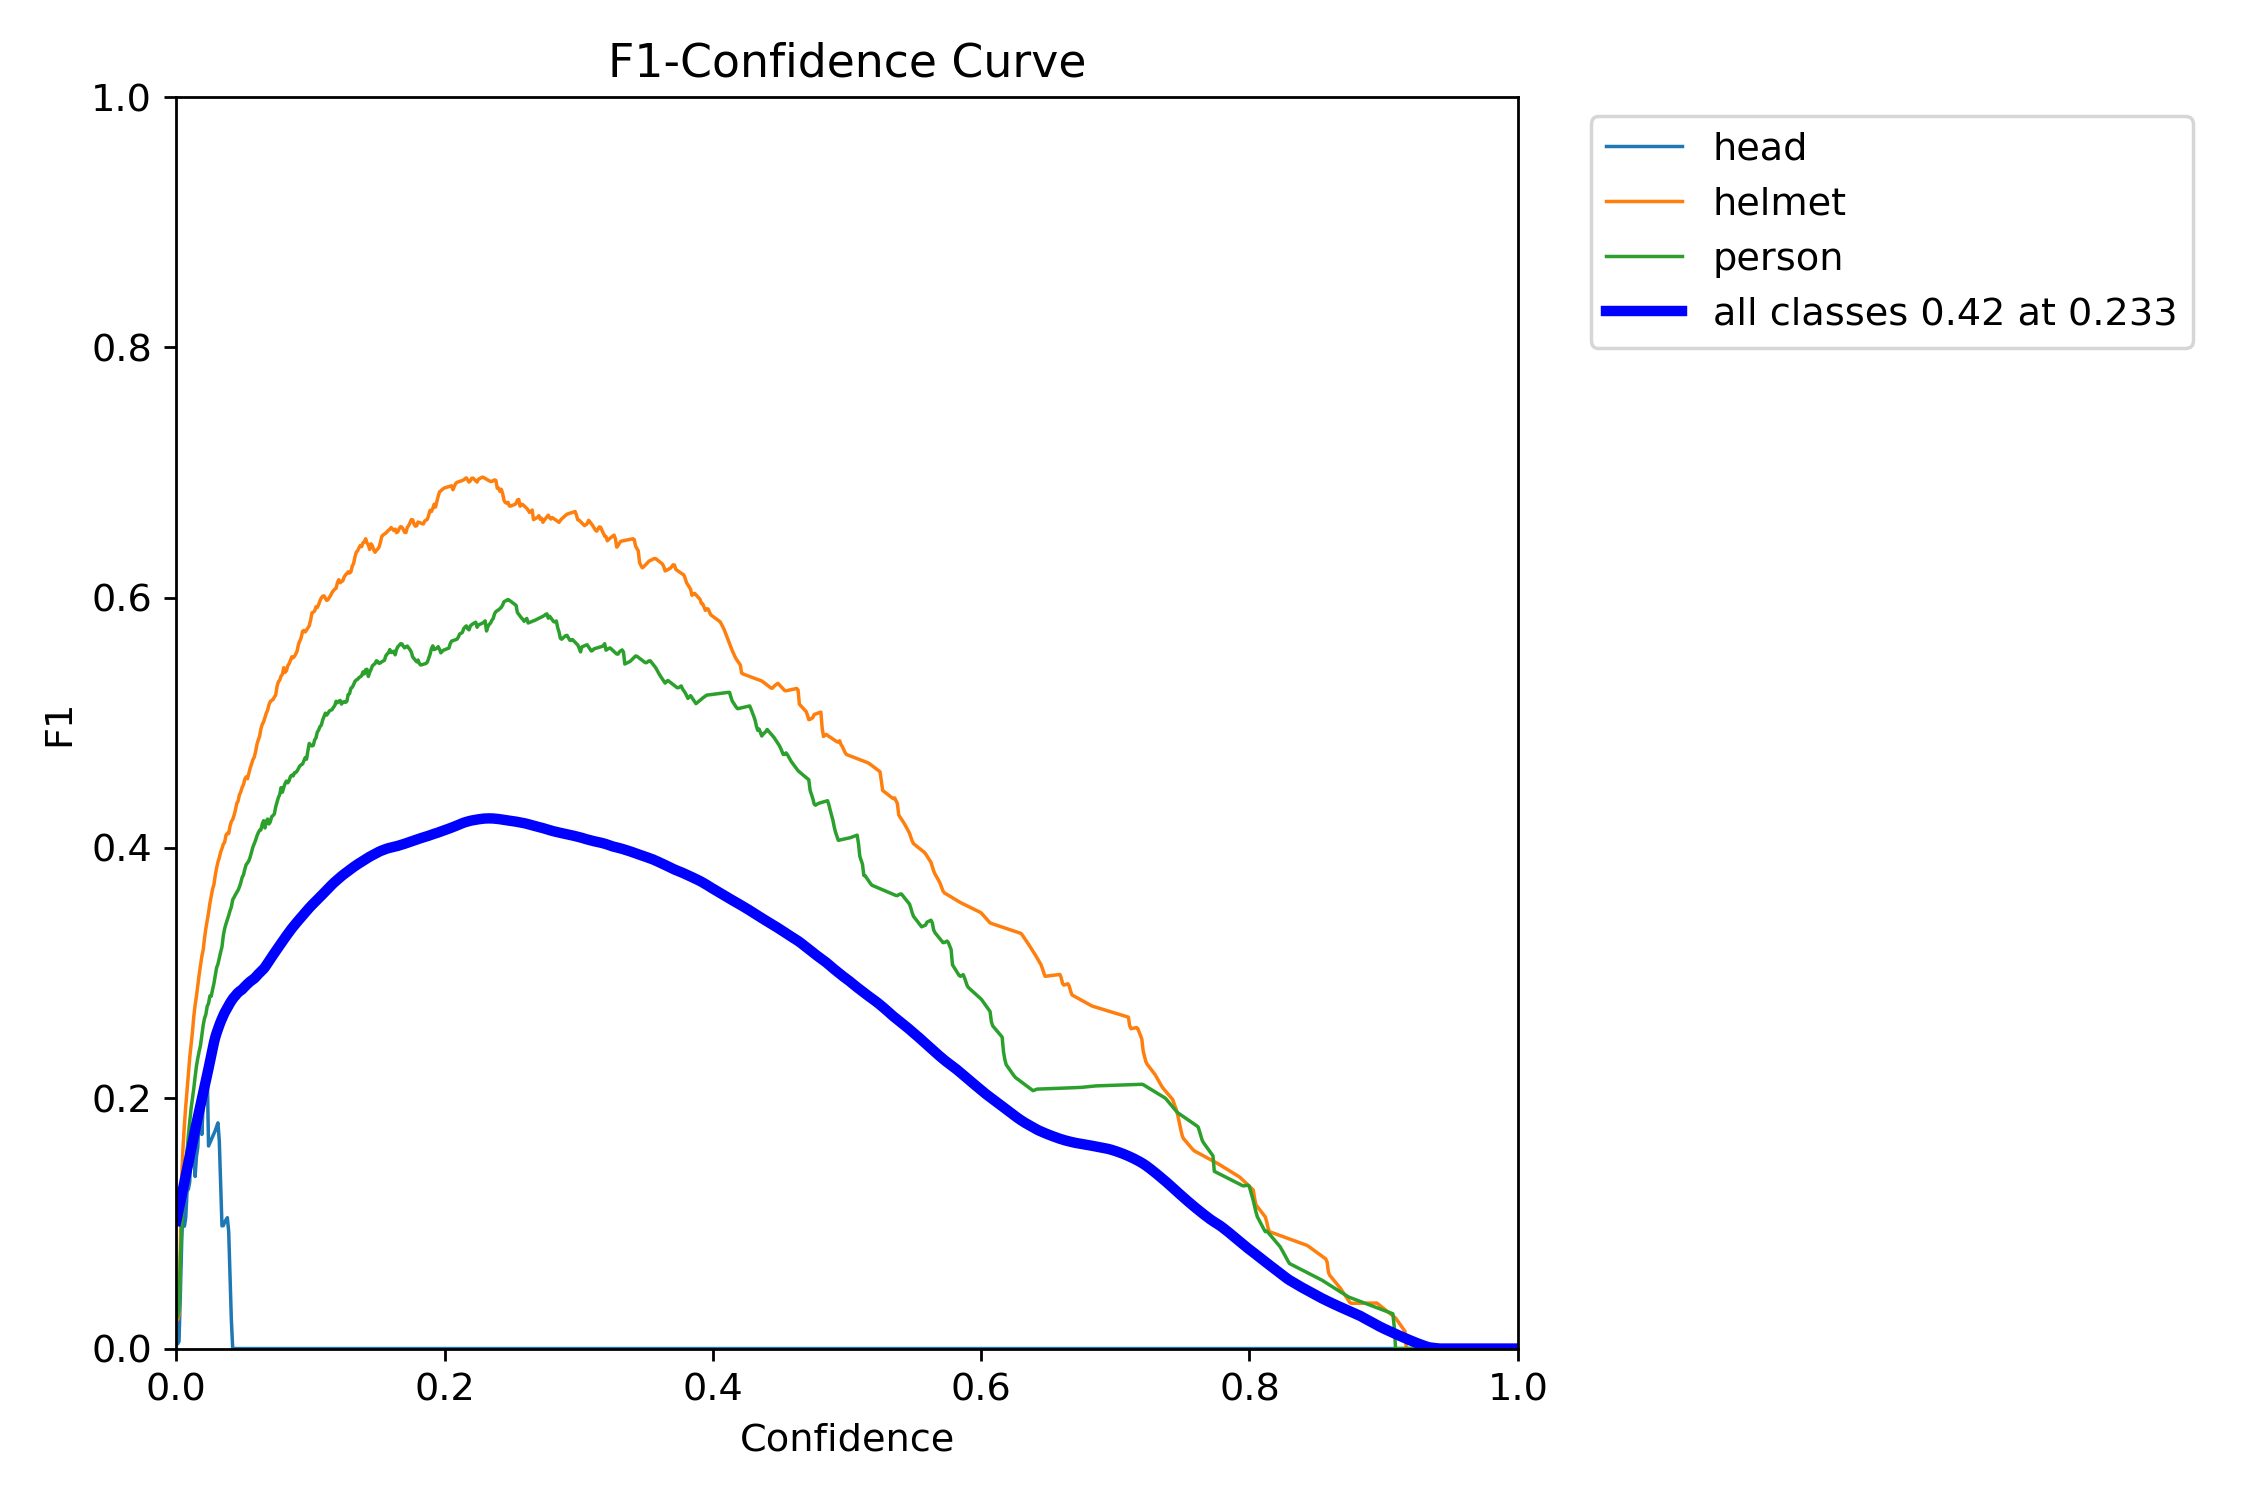 F1-Confidence Curve
1.0
0.8
0.6
0.4
0.2
0.0
F1
0.0 0.2 0.4 0.6 0.8 1.0
Confidence
head
helmet
person
all classes 0.42 at 0.233